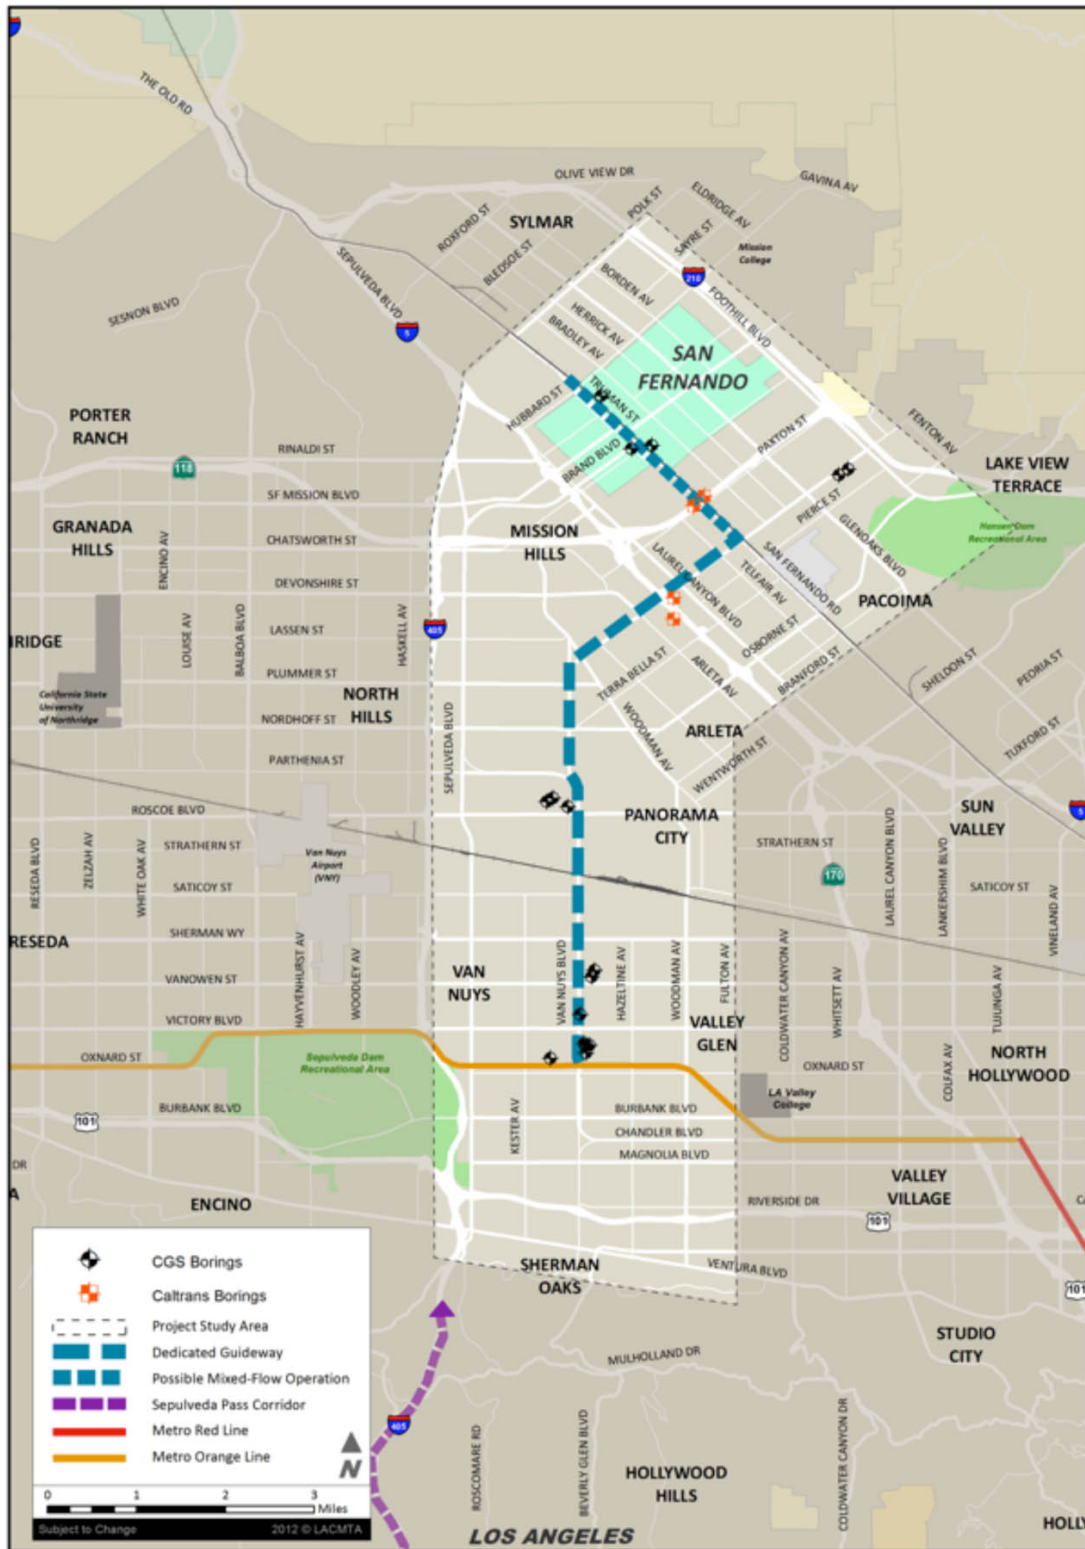 THE OLD RD
OLIVE VIEW DR
GAVINA AV
POLK ST
ELDRIDGE AV
ROXFORD ST
SYLMAR
SAYRE ST
BLEDSOE ST
Mission
College
SEPULVEDA BLVD
BORDEN AV
210
FOOTHILL BLVD
SESNON BLVD
HERRICK AV
5
BRADLEY AV
SAN
FERNANDO
TRUMAN ST
HUBBARD ST
PORTER
RANCH
FENTON AV
PAXTON ST
BRAND BLVD
RINALDI ST
118
LAKE VIEW
TERRACE
SF MISSION BLVD
PIERCE ST
GRANADA
HILLS
MISSION
HILLS
GLENOAKS BLVD
Hansen Dam
Recreational Area
CHATSWORTH ST
ENCINO AV
LAUREL CANYON BLVD
SAN FERNANDO RD
TELFAIR AV
DEVONSHIRE ST
PACOIMA
LASSEN ST
405
HASKELL AV
BALBOA BLVD
LOUISE AV
IRIDGE
OSBORNE ST
PLUMMER ST
TERRA BELLA ST
ARLETA AV
BRANFORD ST
SHELDON ST
PEORIA ST
California State
University
of Northridge
NORTH
HILLS
NORDHOFF ST
WOODMAN AV
ARLETA
SEPULVEDA BLVD
TUXFORD ST
PARTHENIA ST
WENTWORTH ST
ROSCOE BLVD
PANORAMA
CITY
SUN
VALLEY
5
STRATHERN ST
STRATHERN ST
RESEDA BLVD
ZELZAH AV
WHITE OAK AV
Van Nuys
Airport
(VNY)
170
LAUREL CANYON BLVD
LANKERSHIM BLVD
SATICOY ST
SATICOY ST
VINELAND AV
SHERMAN WY
RESEDA
HAYVENHURST AV
WOODLEY AV
VAN
NUYS
VAN NUYS BLVD
HAZELTINE AV
WOODMAN AV
FULTON AV
COLDWATER CANYON AV
WHITSETT AV
TUJUNGA AV
VANOWEN ST
VICTORY BLVD
VALLEY
GLEN
OXNARD ST
Sepulveda Dam
Recreational Area
OXNARD ST
COLFAX AV
NORTH
HOLLYWOOD
LA Valley
College
BURBANK BLVD
101
KESTER AV
BURBANK BLVD
CHANDLER BLVD
MAGNOLIA BLVD
DR
A
ENCINO
VALLEY
VILLAGE
RIVERSIDE DR
CA
101
SHERMAN
OAKS
VENTURA BLVD
101
STUDIO
CITY
MULHOLLAND DR
405
ROSCOMARE RD
BEVERLY GLEN BLVD
COLDWATER CANYON DR
HOLLYWOOD
HILLS
HOLLY
LOS ANGELES
CGS Borings
Caltrans Borings
Project Study Area
Dedicated Guideway
Possible Mixed-Flow Operation
Sepulveda Pass Corridor
Metro Red Line
Metro Orange Line
N
0 1 2 3
Miles
Subject to Change 2012 © LACMTA